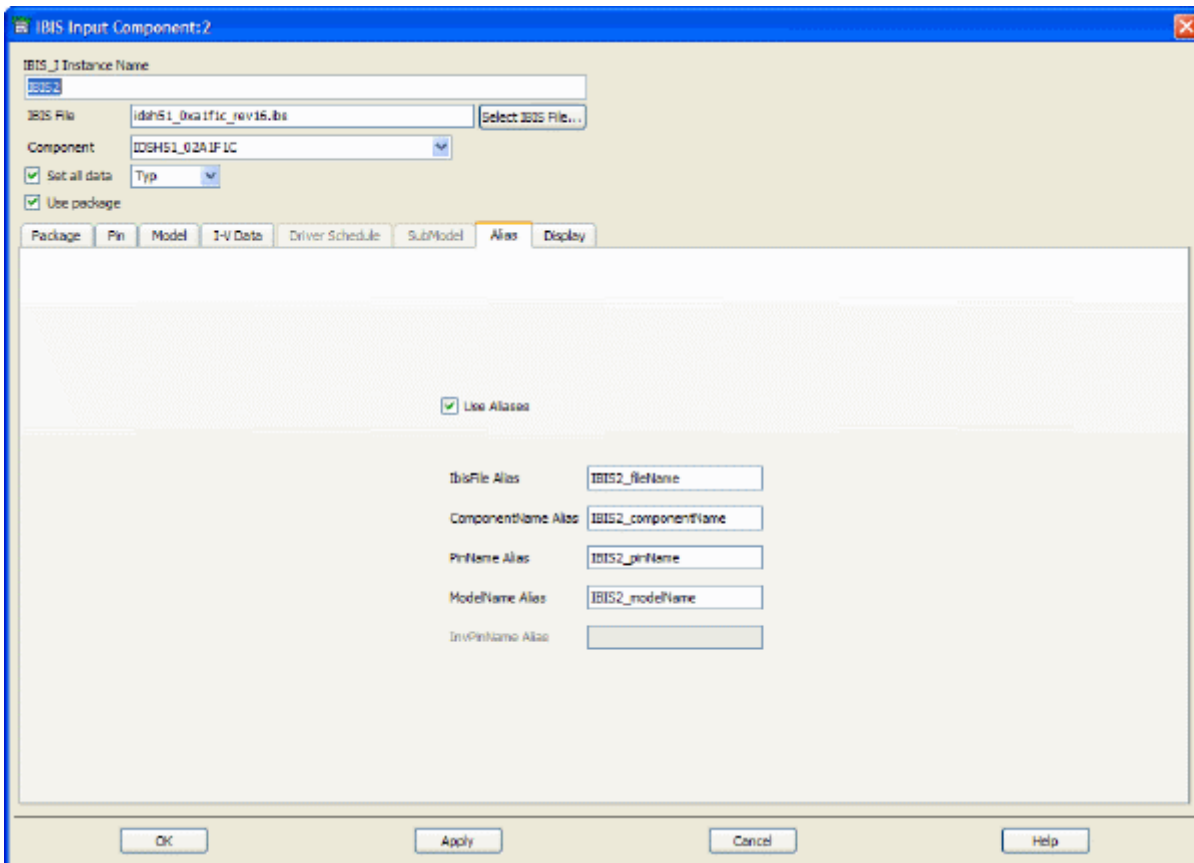 IBIS Input Component:2
IBIS_I Instance Name
IBIS2
IBIS File idsh51_0xa1f1c_rev16.ibs Select IBIS File...
Component IDSH51_02A1F1C
Set all data Typ
Use package
Package Pin Model I-V Data Driver Schedule SubModel Alias Display
Use Aliases
IbisFile Alias IBIS2_fileName
ComponentName Alias IBIS2_componentName
PinName Alias IBIS2_pinName
ModelName Alias IBIS2_modelName
InvPinName Alias
OK Apply Cancel Help